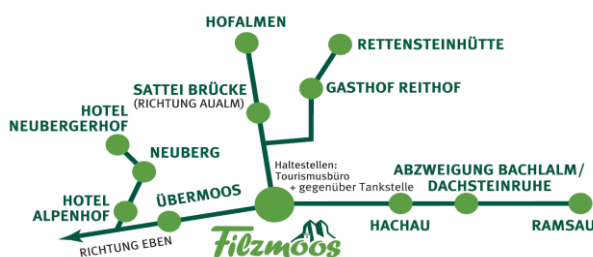 HOFALMEN
RETTENSTEINHÜTTE
SATTEI BRÜCKE
(RICHTUNG AUALM)
GASTHOF REITHOF
HOTEL
NEUBERGERHOF
NEUBERG
Haltestellen:
Tourismusbüro
+ gegenüber Tankstelle
ABZWEIGUNG BACHLALM/
DACHSTEINRUHE
HOTEL
ALPENHOF
ÜBERMOOS
RICHTUNG EBEN
Filzmoos
HACHAU
RAMSAU